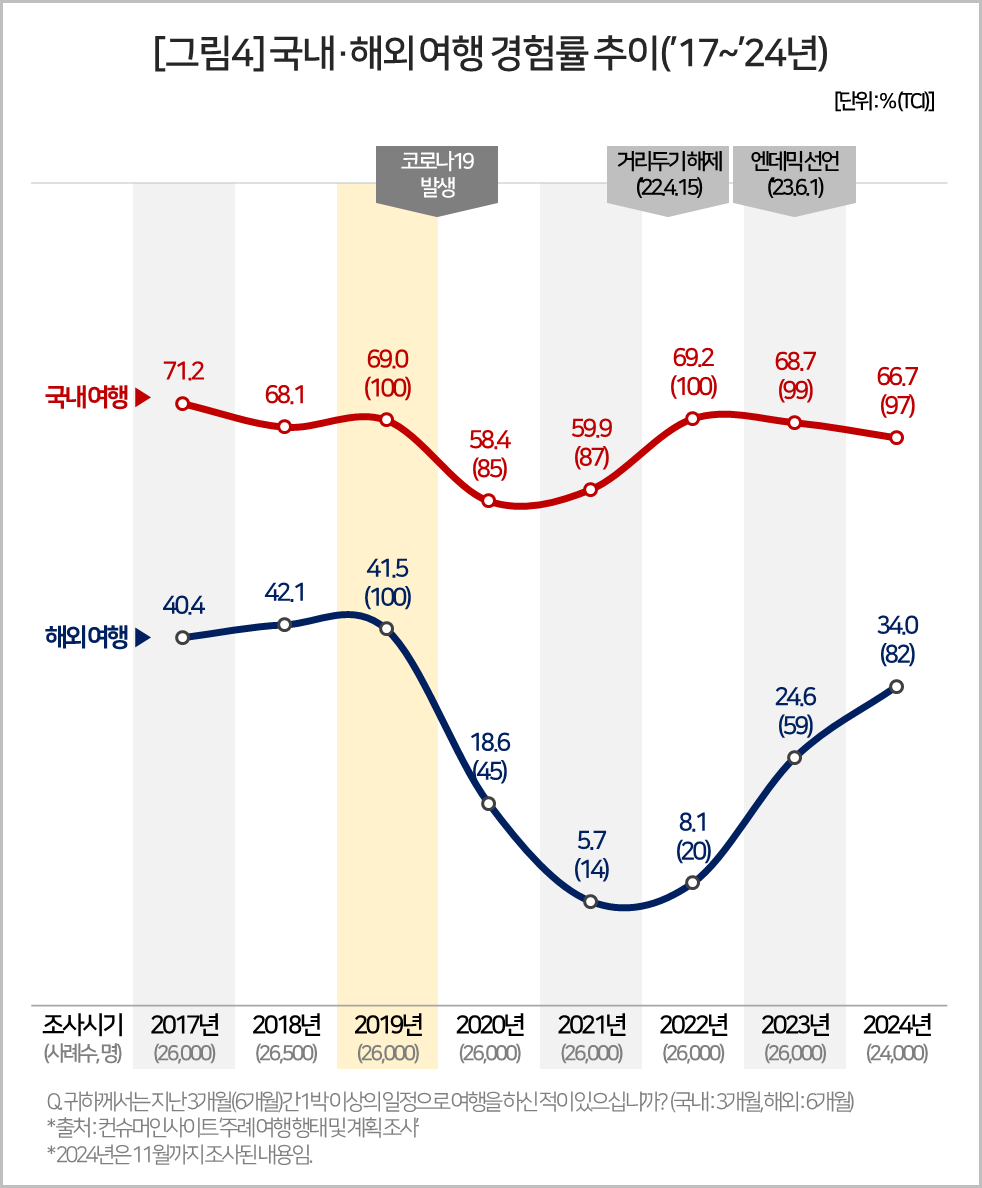 [그림4] 국내·해외 여행 경험률 추이('17~'24년)
[단위 : % (TCI)]
코로나19
발생
거리두기 해제
('22.4.15)
엔데믹 선언
('23.6.1)
국내 여행 ▶
71.2
68.1
69.0
(100)
58.4
(85)
59.9
(87)
69.2
(100)
68.7
(99)
66.7
(97)
해외 여행 ▶
40.4
42.1
41.5
(100)
18.6
(45)
5.7
(14)
8.1
(20)
24.6
(59)
34.0
(82)
조사시기 2017년 2018년 2019년 2020년 2021년 2022년 2023년 2024년
(사례수, 명) (26,000) (26,500) (26,000) (26,000) (26,000) (26,000) (26,000) (24,000)
Q. 귀하께서는 지난 3개월(6개월)간 1박 이상의 일정으로 여행을 하신 적이 있으십니까? (국내 : 3개월, 해외 : 6개월)
*출처 : 컨슈머인사이트 '주례 여행 행태 및 계획 조사'
*2024년은 11월까지 조사된 내용임.